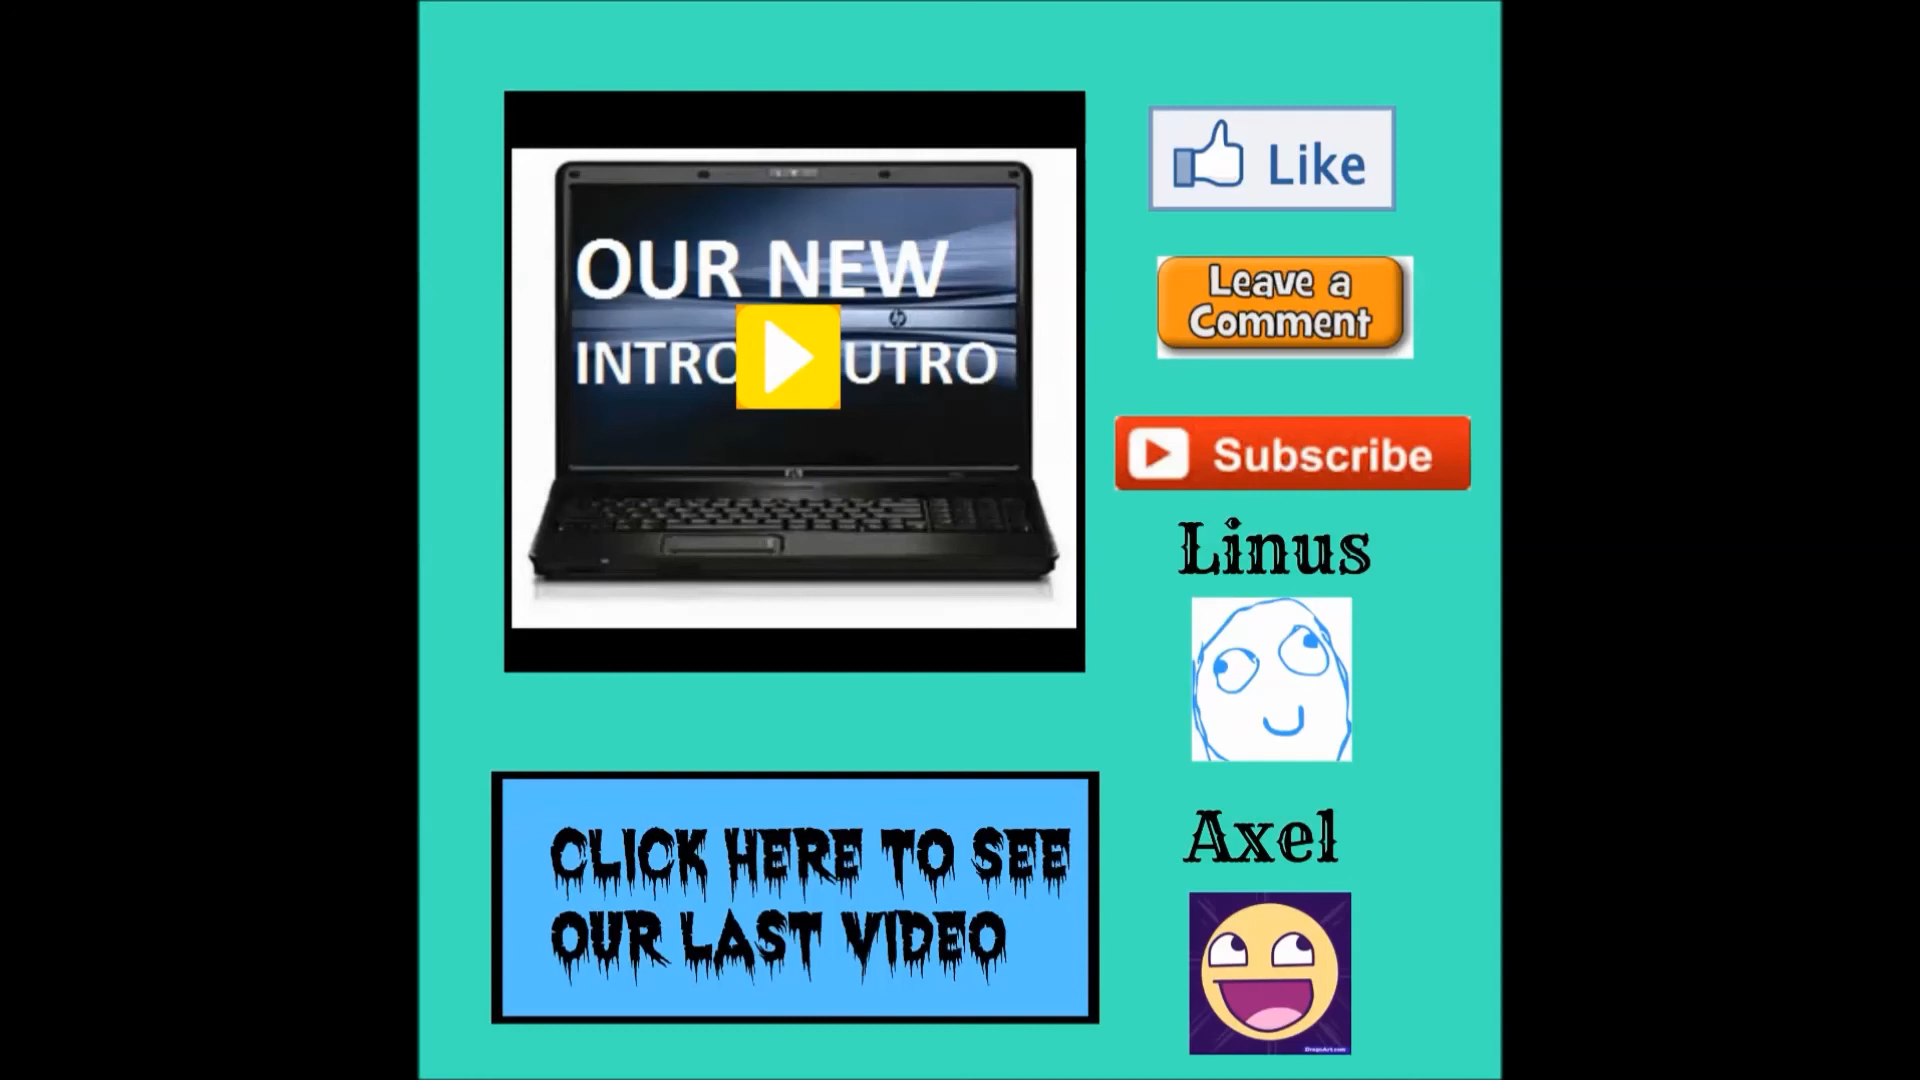 OUR NEW
INTRO UTRO
Like
Leave a
Comment
Subscribe
Linus
CLICK HERE TO SEE
OUR LAST VIDEO
Axel